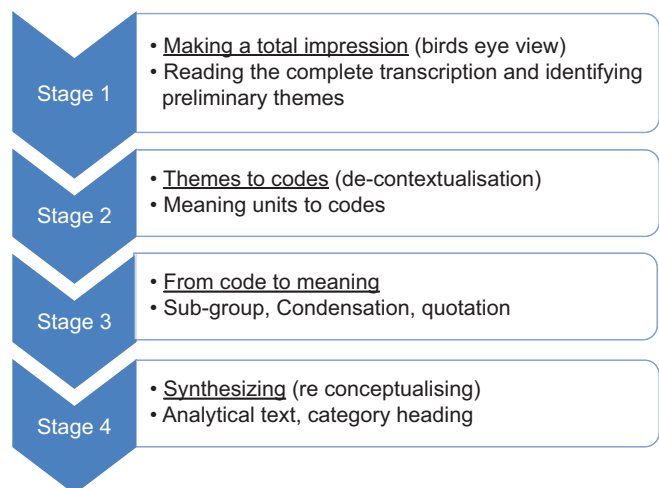 Stage 1
• Making a total impression (birds eye view)
• Reading the complete transcription and identifying
preliminary themes
Stage 2
• Themes to codes (de-contextualisation)
• Meaning units to codes
Stage 3
• From code to meaning
• Sub-group, Condensation, quotation
Stage 4
• Synthesizing (re conceptualising)
• Analytical text, category heading